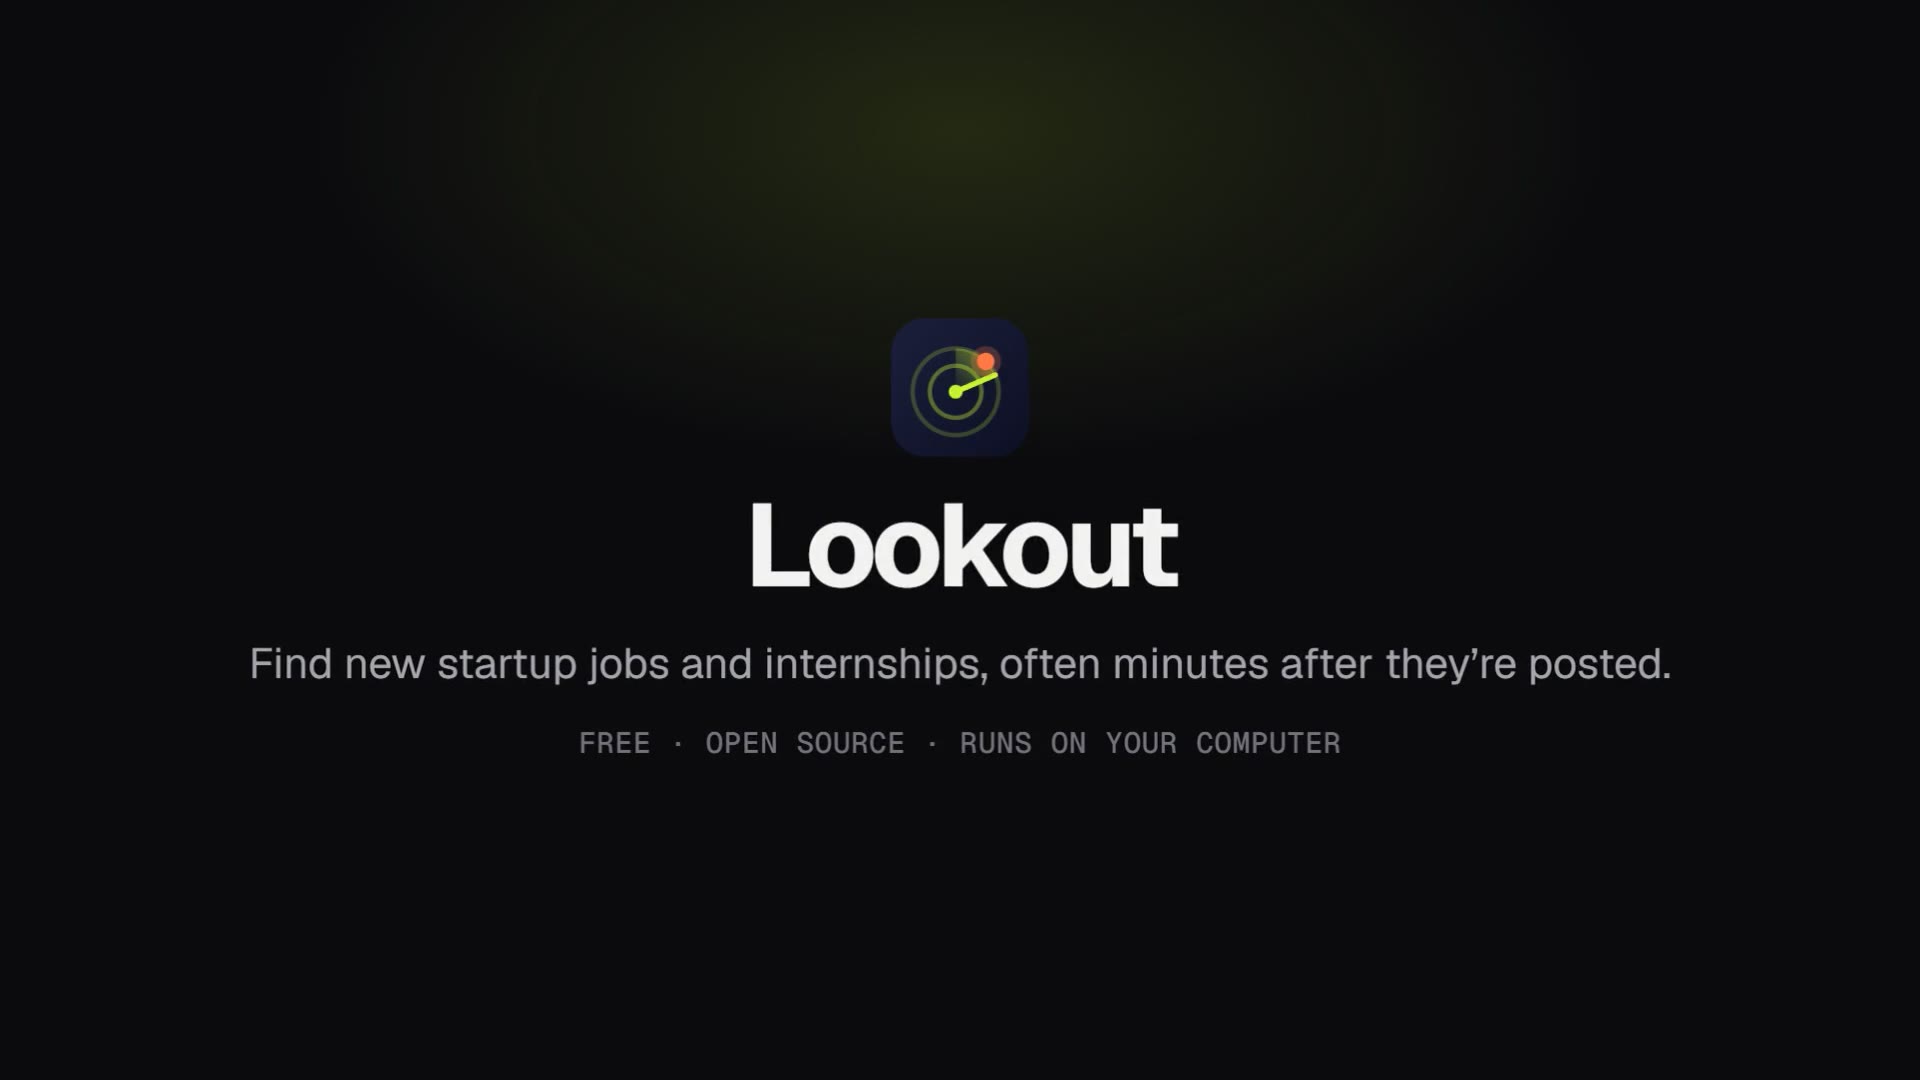 Lookout
Find new startup jobs and internships, often minutes after they’re posted.
FREE · OPEN SOURCE · RUNS ON YOUR COMPUTER